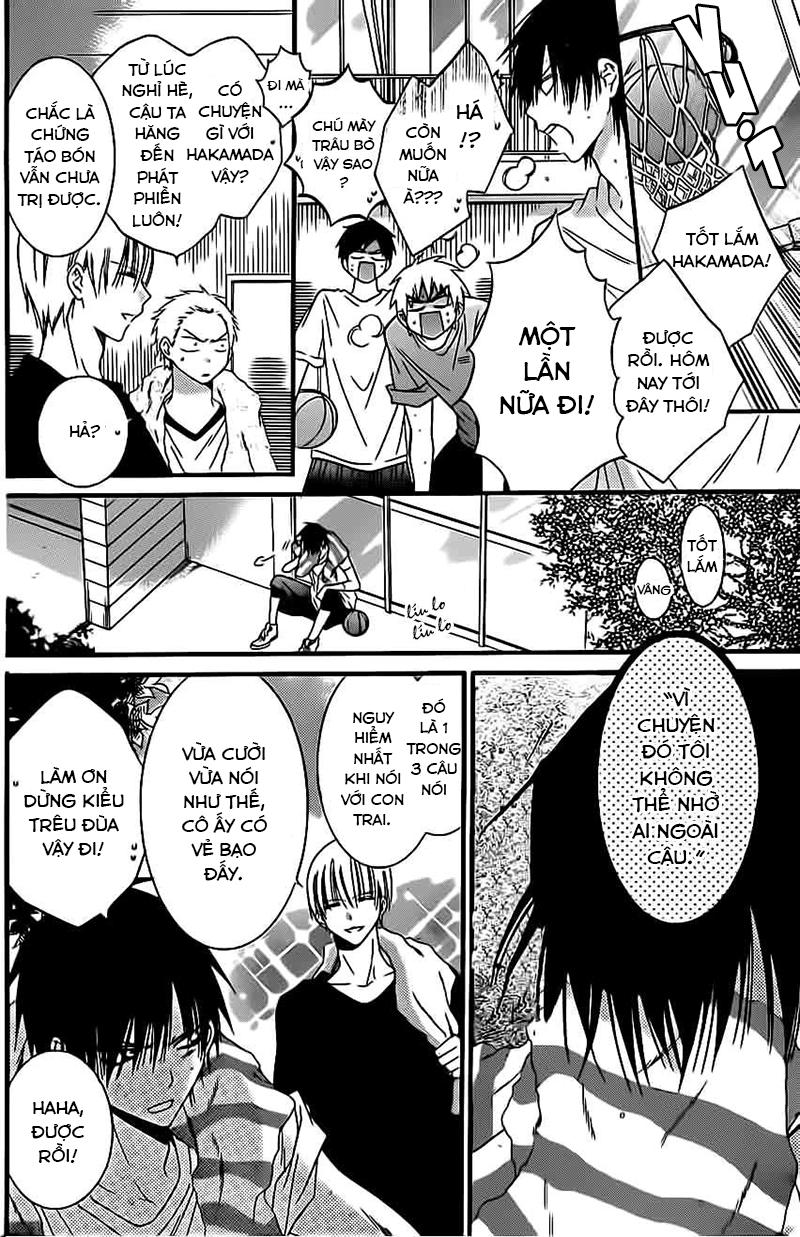 VỤT
TỐT LẮM
HAKAMADA!
ĐƯỢC
RỒI. HÔM
NAY TỚI
ĐÂY THÔI!
MỘT
LẦN
NỮA ĐI!
HÁ
!?
CÒN
MUỐN
NỮA
À???
CHÚ MÀY
TRÂU BÒ
VẬY SAO
?
ĐI MÀ
...
CÓ
CHUYỆN
GÌ VỚI
HAKAMADA
VẬY?
TỪ LÚC
NGHỈ HÈ,
CẬU TA
HĂNG
ĐẾN
PHÁT
PHIỀN
LUÔN!
CHẮC LÀ
CHỨNG
TÁO BÓN
VẪN CHƯA
TRỊ ĐƯỢC.
HẢ?
TỐT
LẮM
VÂNG
líu lo
líu lo
"VÌ
CHUYỆN
ĐÓ TÔI
KHÔNG
THỂ NHỜ
AI NGOÀI
CÂU."
ĐÓ
LÀ 1
TRONG
3 CÂU
NÓI
NGUY
HIỂM
NHẤT
KHI NÓI
VỚI CON
TRAI.
VỪA CƯỜI
VỪA NÓI
NHƯ THẾ,
CÔ ẤY CÓ
VẺ BẠO
ĐẤY.
LÀM ƠN
DỪNG KIỂU
TRÊU ĐÙA
VẬY ĐI!
HAHA,
ĐƯỢC
RỒI!